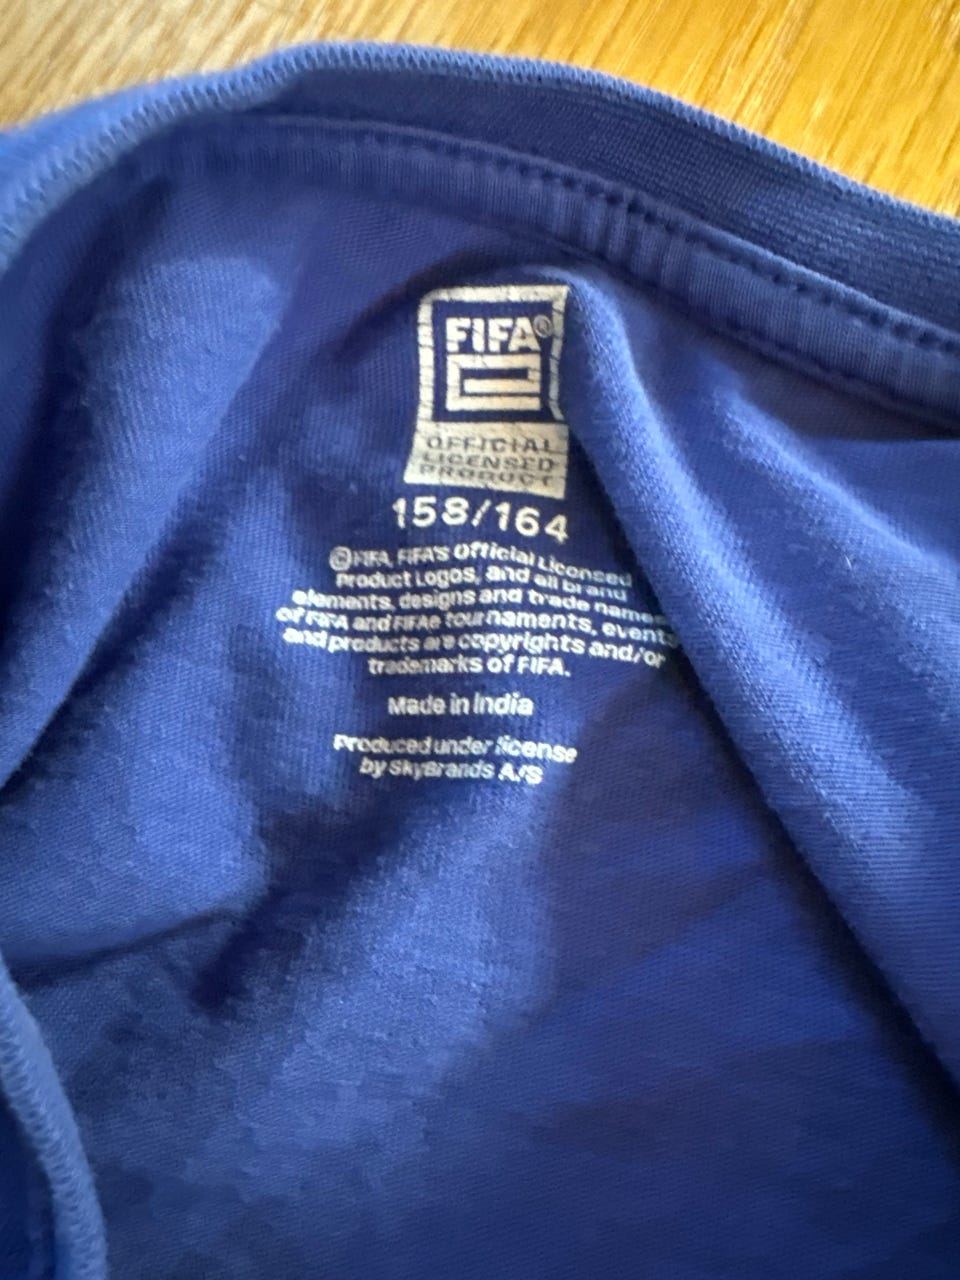 FIFA®
OFFICIAL
LICENSED
PRODUCT
158/164
©FIFA, FIFA'S Official Licensed
Product Logos, and all brand
elements, designs and trade names
of FIFA and FIFAe tournaments, events
and products are copyrights and/or
trademarks of FIFA.
Made in India
Produced under license
by SkyBrands A/S